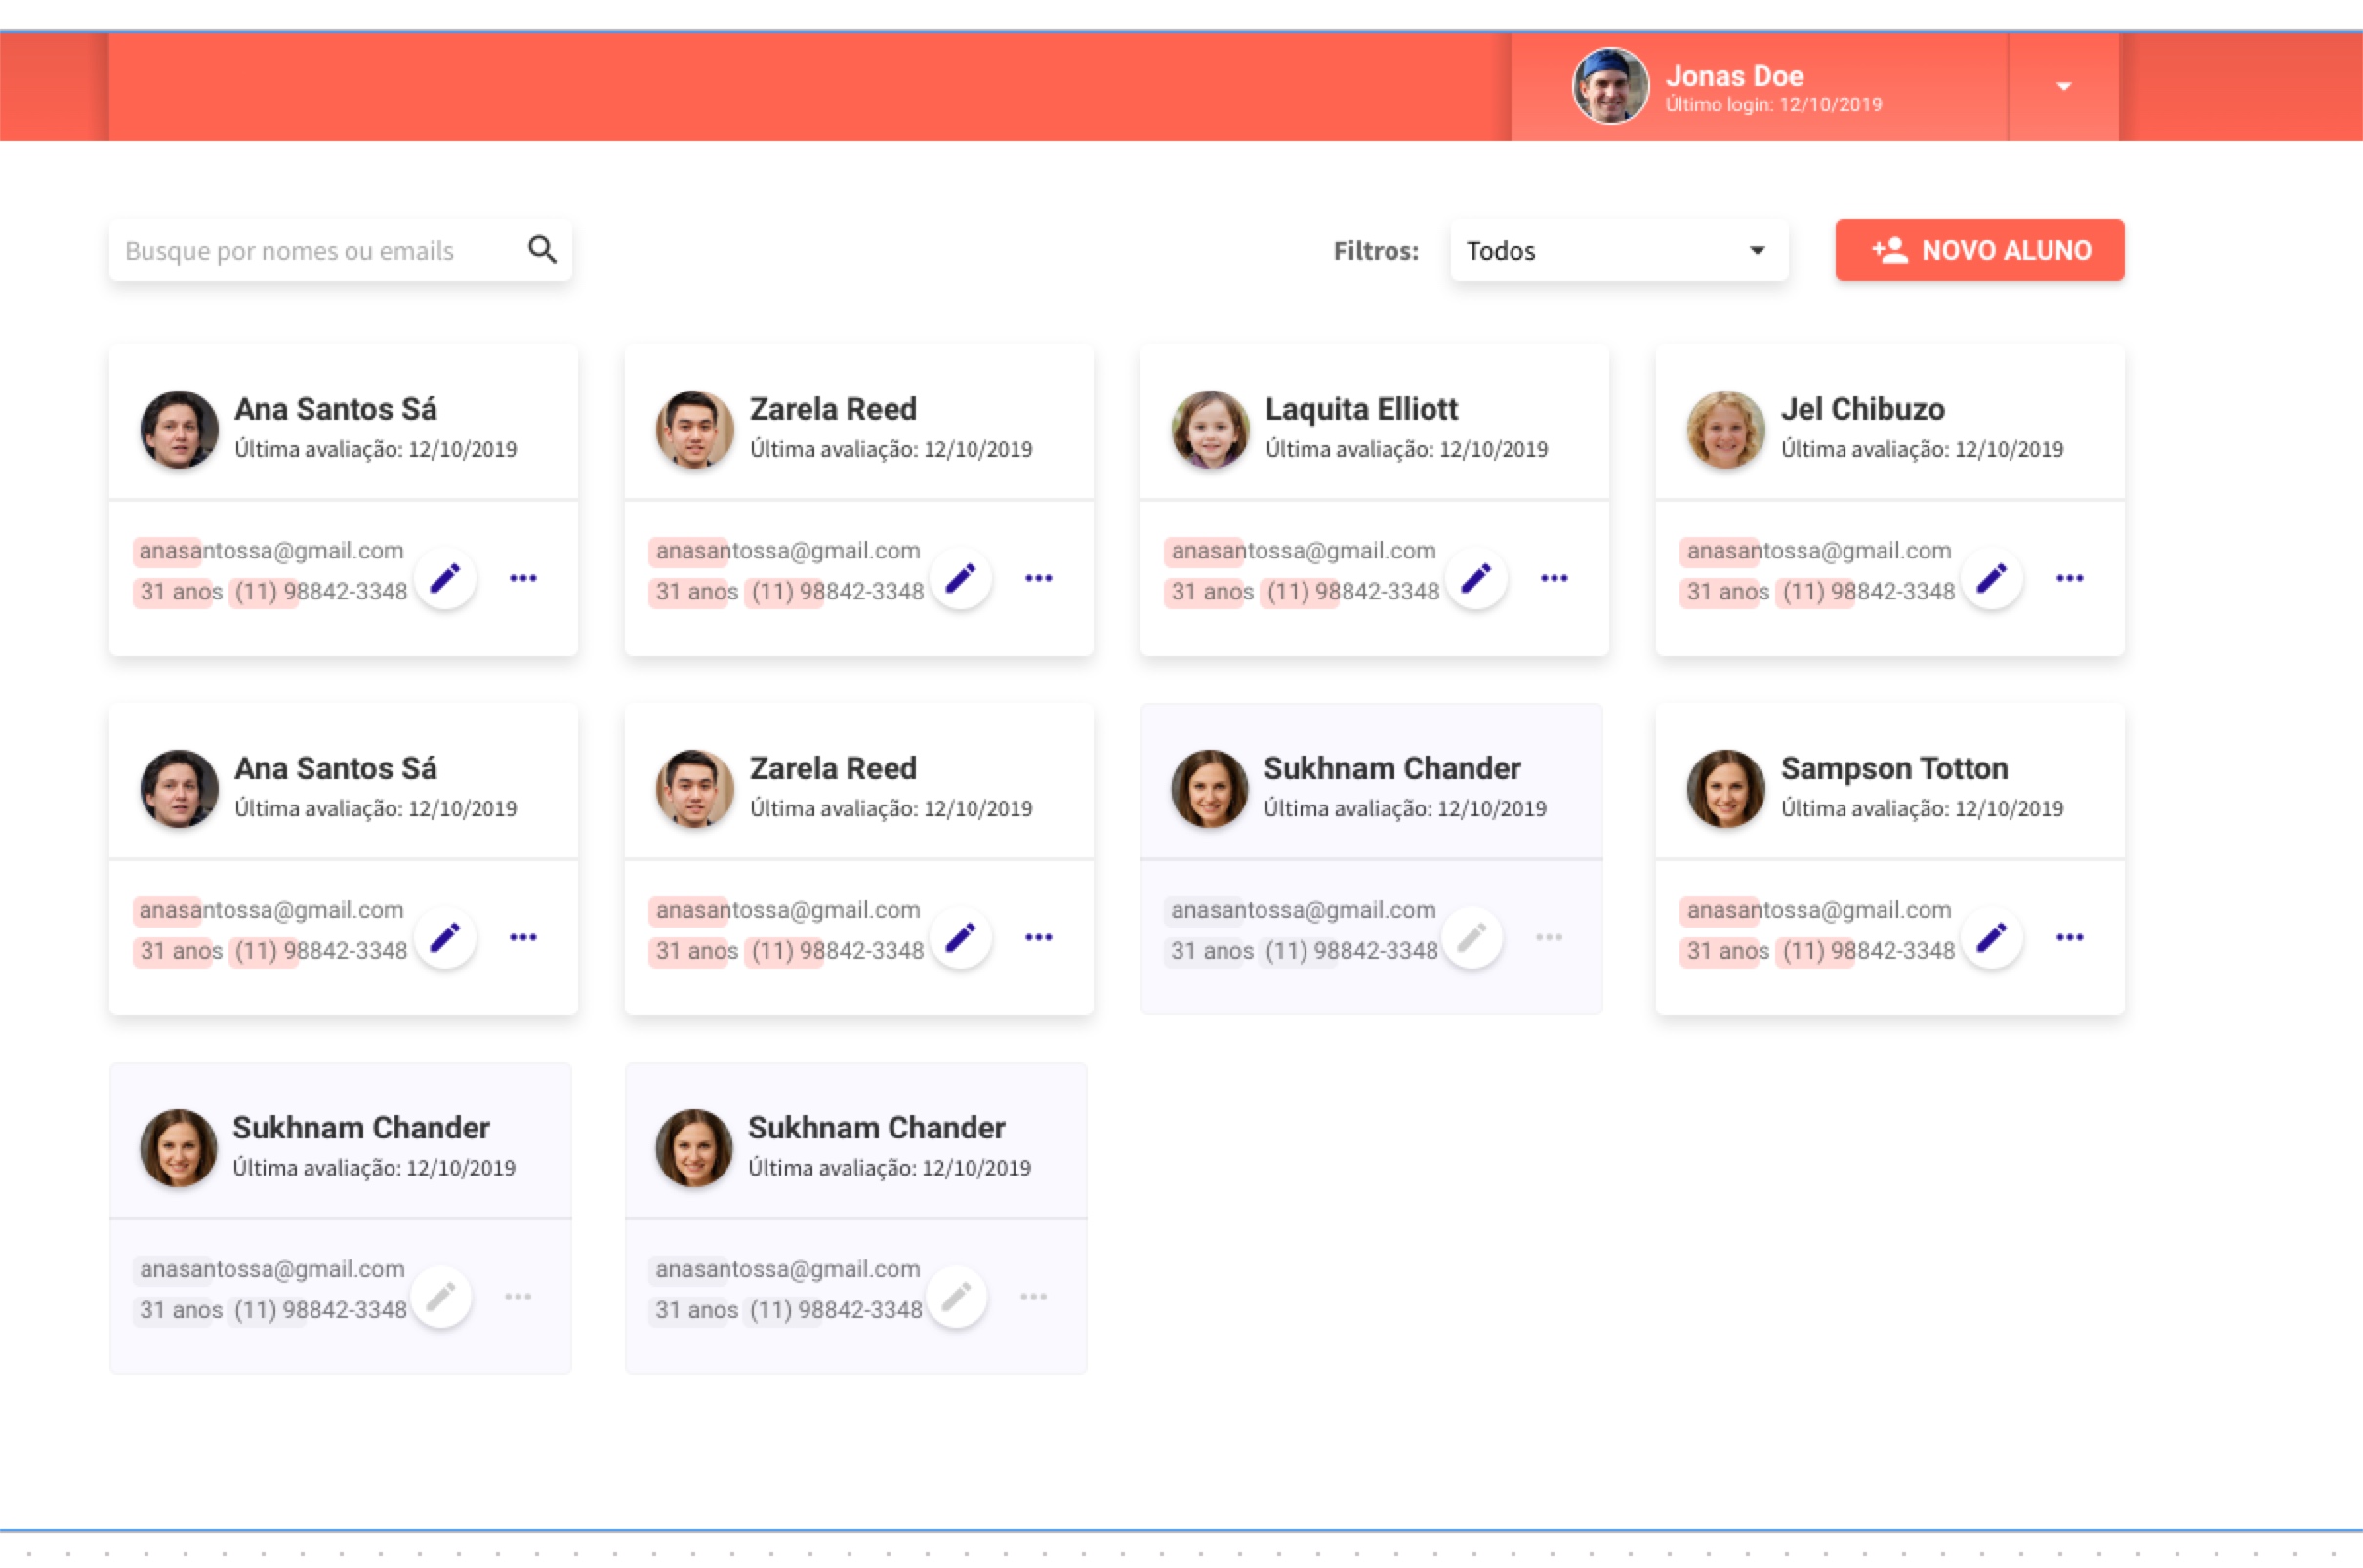 Jonas Doe
Último login: 12/10/2019
Busque por nomes ou emails
Filtros:
Todos
NOVO ALUNO
Ana Santos Sá
Última avaliação: 12/10/2019
anasantossa@gmail.com
31 anos (11) 98842-3348
Zarela Reed
Última avaliação: 12/10/2019
anasantossa@gmail.com
31 anos (11) 98842-3348
Laquita Elliott
Última avaliação: 12/10/2019
anasantossa@gmail.com
31 anos (11) 98842-3348
Jel Chibuzo
Última avaliação: 12/10/2019
anasantossa@gmail.com
31 anos (11) 98842-3348
Ana Santos Sá
Última avaliação: 12/10/2019
anasantossa@gmail.com
31 anos (11) 98842-3348
Zarela Reed
Última avaliação: 12/10/2019
anasantossa@gmail.com
31 anos (11) 98842-3348
Sukhnam Chander
Última avaliação: 12/10/2019
anasantossa@gmail.com
31 anos (11) 98842-3348
Sampson Totton
Última avaliação: 12/10/2019
anasantossa@gmail.com
31 anos (11) 98842-3348
Sukhnam Chander
Última avaliação: 12/10/2019
anasantossa@gmail.com
31 anos (11) 98842-3348
Sukhnam Chander
Última avaliação: 12/10/2019
anasantossa@gmail.com
31 anos (11) 98842-3348